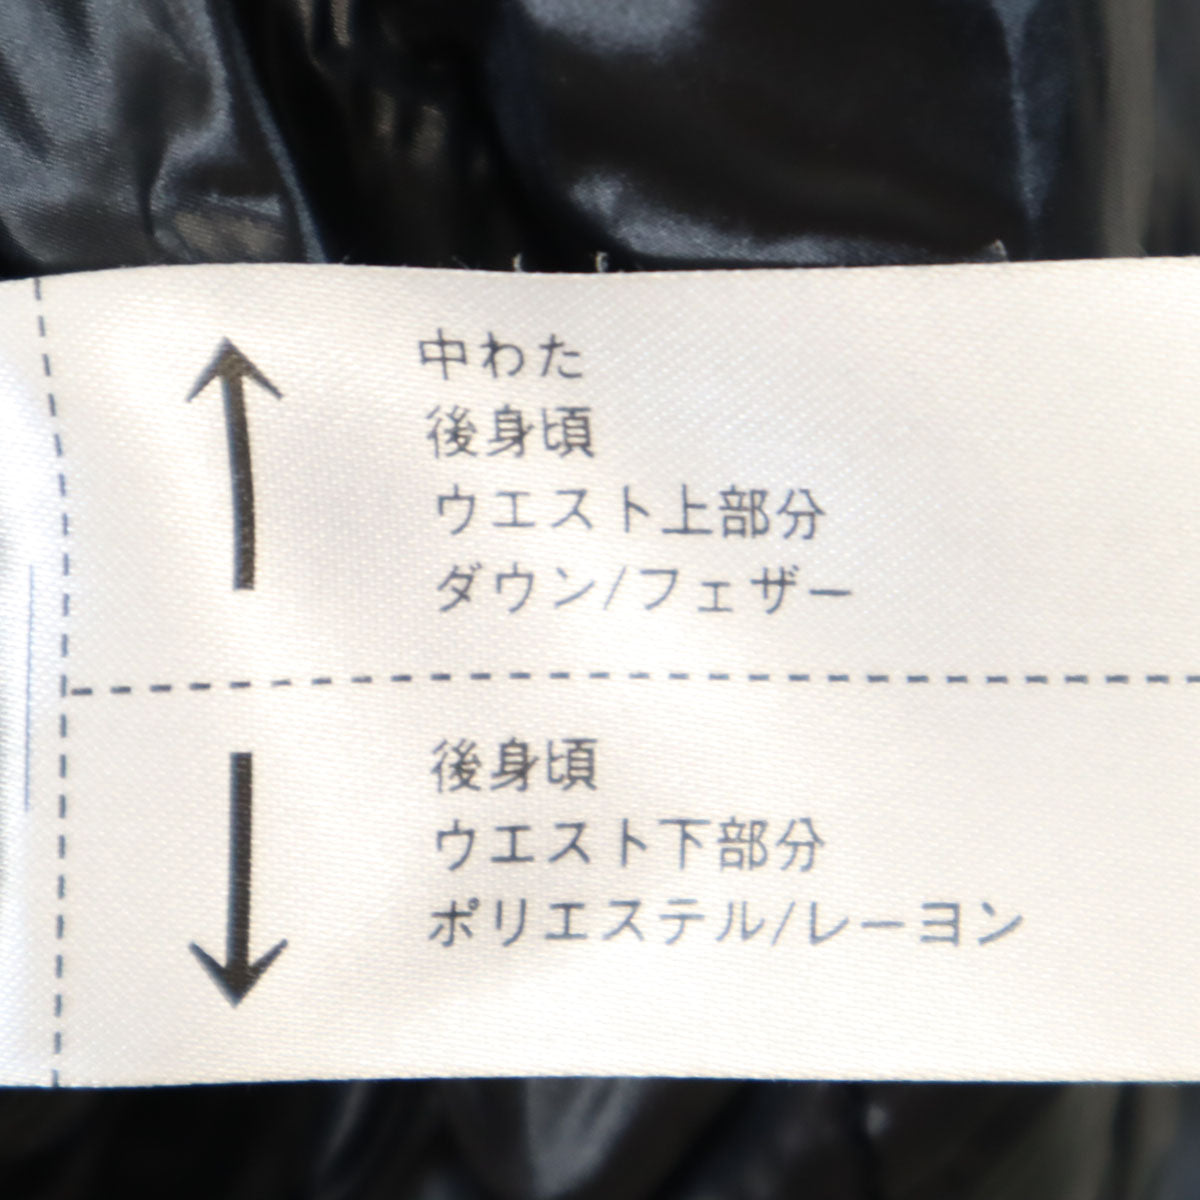 中わた
後身頃
ウエスト上部分
ダウン/フェザー
後身頃
ウエスト下部分
ポリエステル/レーヨン